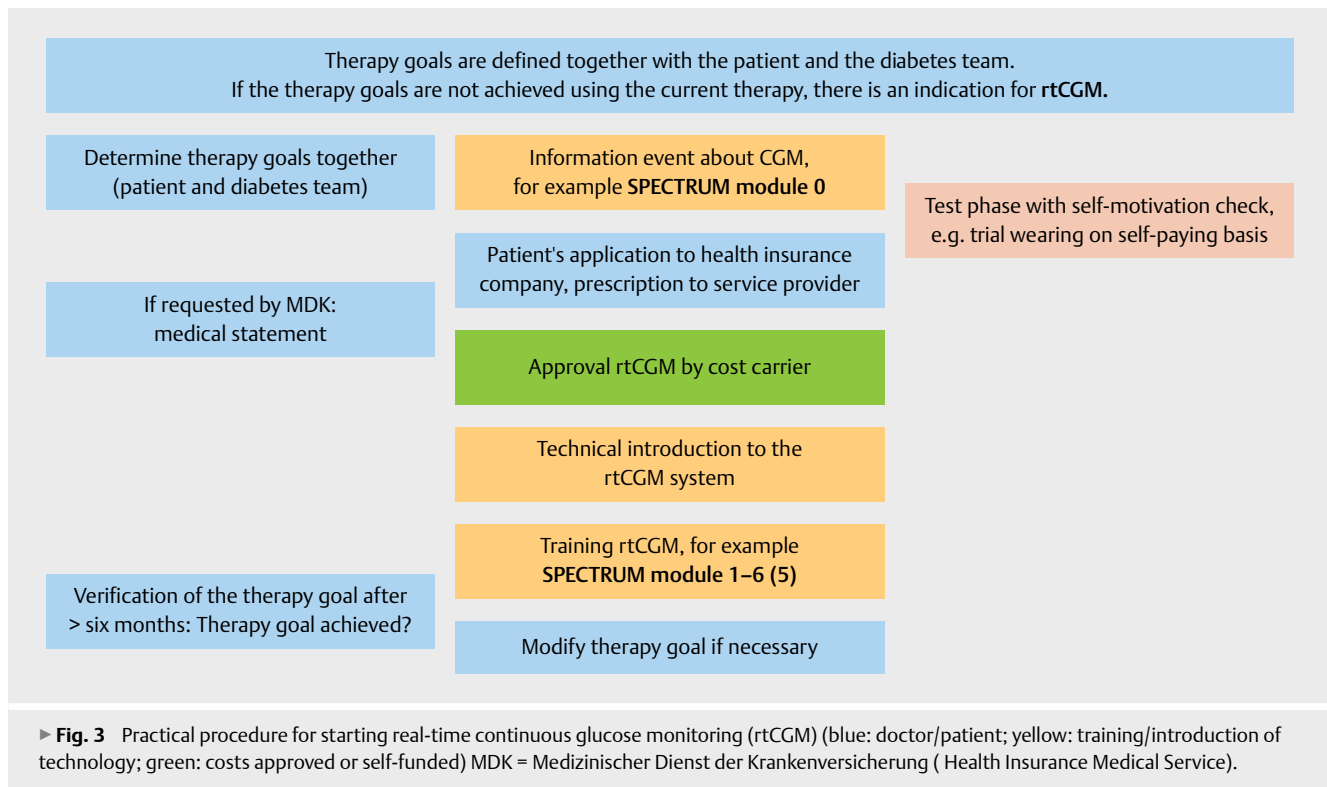 Therapy goals are defined together with the patient and the diabetes team.
If the therapy goals are not achieved using the current therapy, there is an indication for rtCGM.
Determine therapy goals together
(patient and diabetes team)
Information event about CGM,
for example SPECTRUM module 0
Test phase with self-motivation check,
e.g. trial wearing on self-paying basis
Patient's application to health insurance
company, prescription to service provider
If requested by MDK:
medical statement
Approval rtCGM by cost carrier
Technical introduction to the
rtCGM system
Training rtCGM, for example
SPECTRUM module 1–6 (5)
Verification of the therapy goal after
> six months: Therapy goal achieved?
Modify therapy goal if necessary
▶ Fig. 3 Practical procedure for starting real-time continuous glucose monitoring (rtCGM) (blue: doctor/patient; yellow: training/introduction of
technology; green: costs approved or self-funded) MDK = Medizinischer Dienst der Krankenversicherung ( Health Insurance Medical Service).